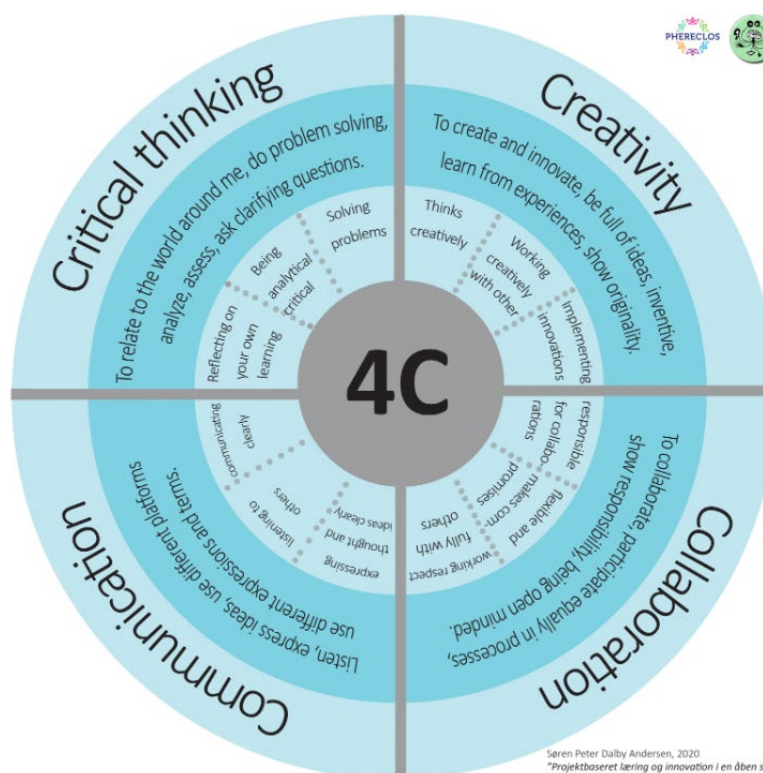 PHERECLOS
Critical thinking
To relate to the world around me, do problem solving,
analyze, assess, ask clarifying questions.
Reflecting on
your own
learning
Being
analytical
critical
Solving
problems
Creativity
To create and innovate, be full of ideas, inventive,
learn from experiences, show originality.
Thinks
creatively
Working
creatively
with other
Implementing
innovations
4C
Communication
Listen, express ideas, use different platforms
use different expressions and terms.
communicating
clearly
listening to
others
expressing
thought and
ideas clearly
Collaboration
To collaborate, participate equally in processes,
show responsibility, being open minded.
responsible
for collabo-
rations
flexible and
makes com-
promises
working respect
fully with
others
Søren Peter Dalby Andersen, 2020
"Projektbaseret læring og innovation i en åben s